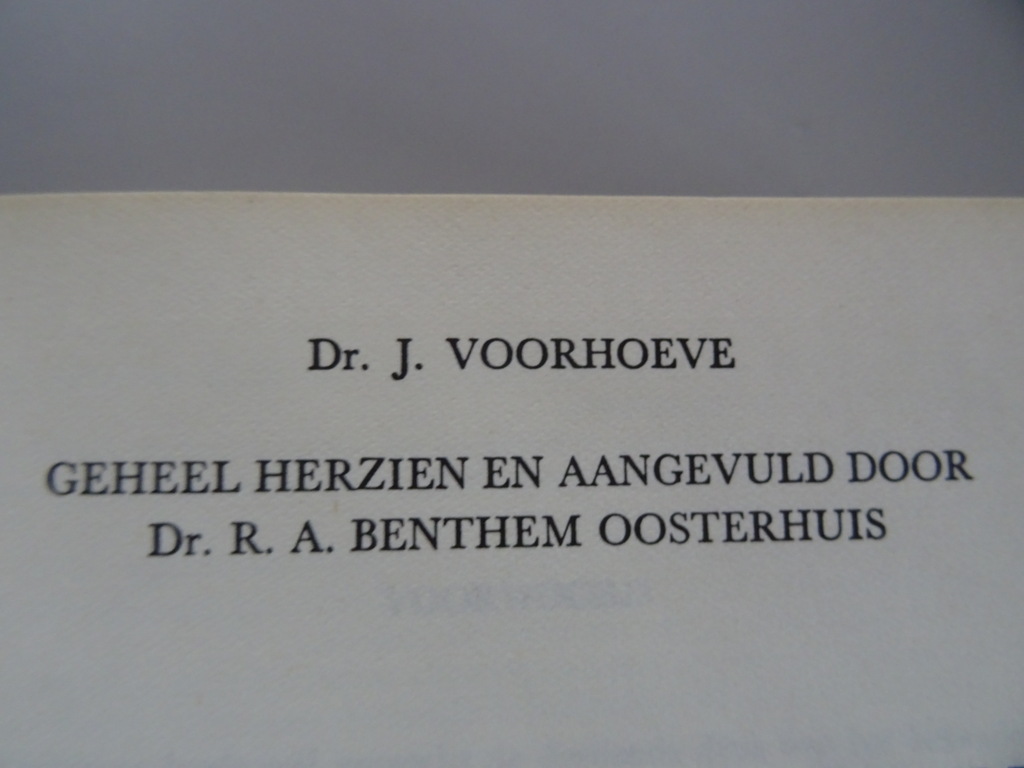 Dr. J. VOORHOEVE
GEHEEL HERZIEN EN AANGEVULD DOOR
Dr. R. A. BENTHEM OOSTERHUIS